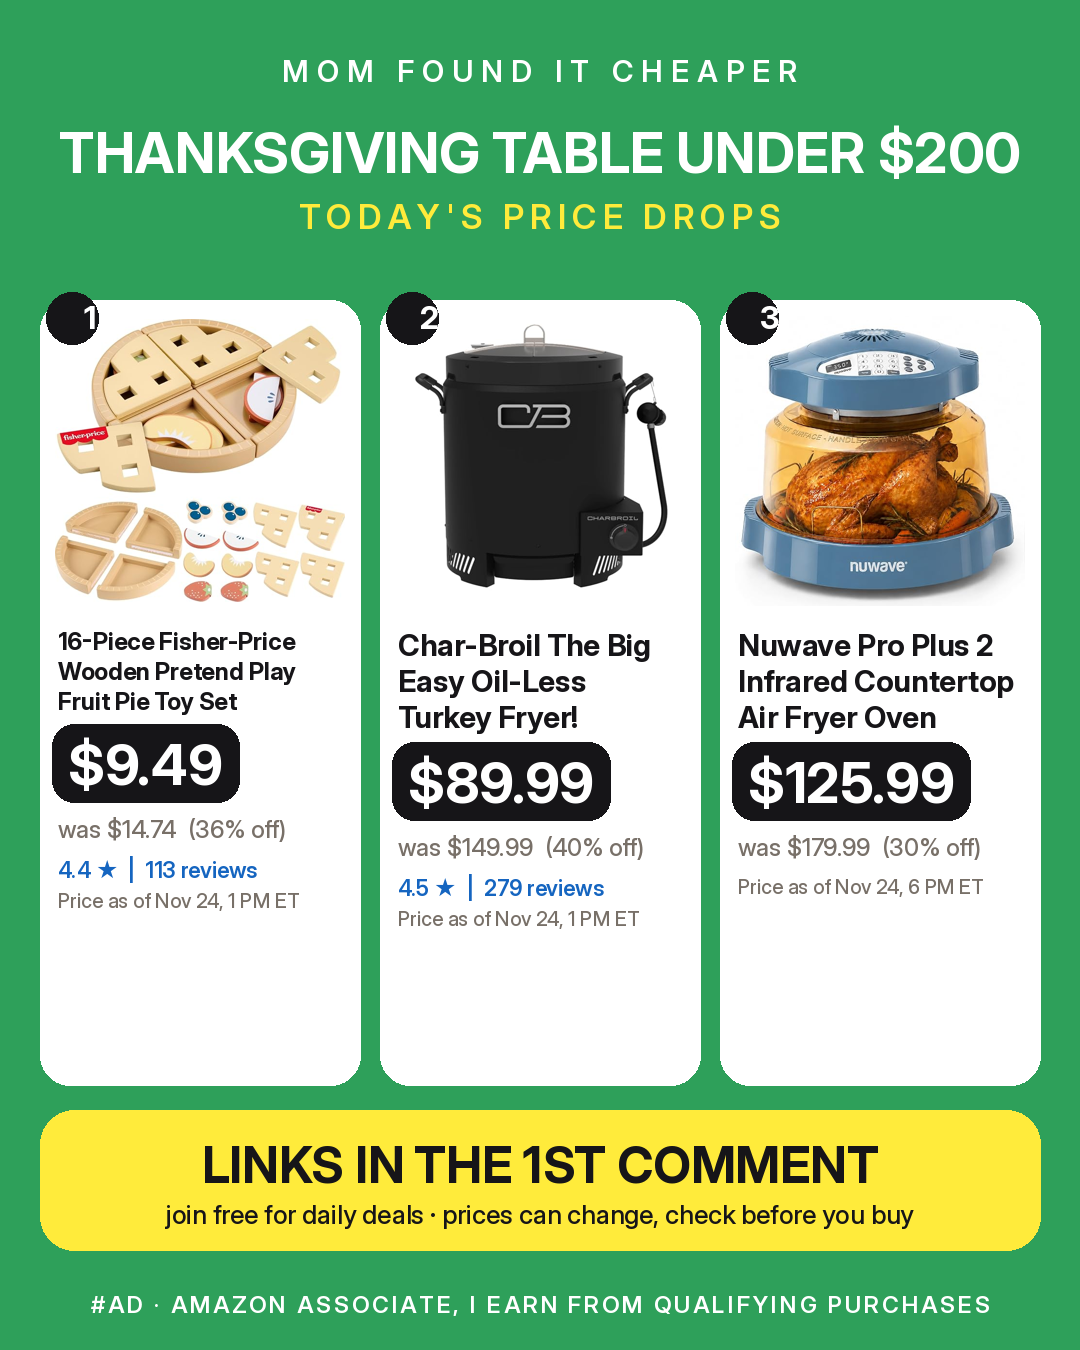 MOM FOUND IT CHEAPER
THANKSGIVING TABLE UNDER $200
TODAY'S PRICE DROPS
1
fisher-price
16-Piece Fisher-Price
Wooden Pretend Play
Fruit Pie Toy Set
$9.49
was $14.74 (36% off)
4.4 ★ | 113 reviews
Price as of Nov 24, 1 PM ET
2
CB
CHARBROIL
Char-Broil The Big
Easy Oil-Less
Turkey Fryer!
$89.99
was $149.99 (40% off)
4.5 ★ | 279 reviews
Price as of Nov 24, 1 PM ET
3
nuwave
Nuwave Pro Plus 2
Infrared Countertop
Air Fryer Oven
$125.99
was $179.99 (30% off)
Price as of Nov 24, 6 PM ET
LINKS IN THE 1ST COMMENT
join free for daily deals · prices can change, check before you buy
#AD · AMAZON ASSOCIATE, I EARN FROM QUALIFYING PURCHASES